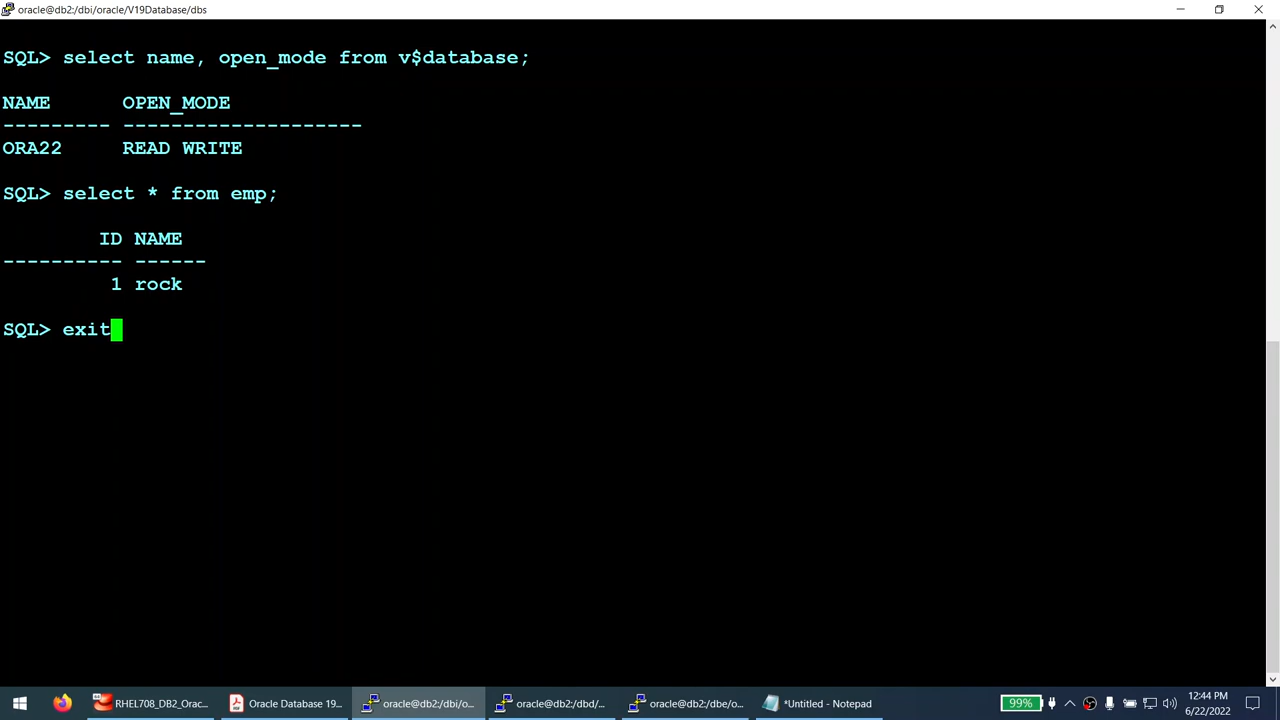 oracle@db2:/dbi/oracle/V19Database/dbs
SQL> select name, open_mode from v$database;
NAME      OPEN_MODE
--------- --------------------
ORA22     READ WRITE
SQL> select * from emp;
        ID NAME
---------- ------
         1 rock
SQL> exit
RHEL708_DB2_Orac...
Oracle Database 19...
oracle@db2:/dbi/o...
oracle@db2:/dbd/...
oracle@db2:/dbe/o...
*Untitled - Notepad
99%
12:44 PM
6/22/2022